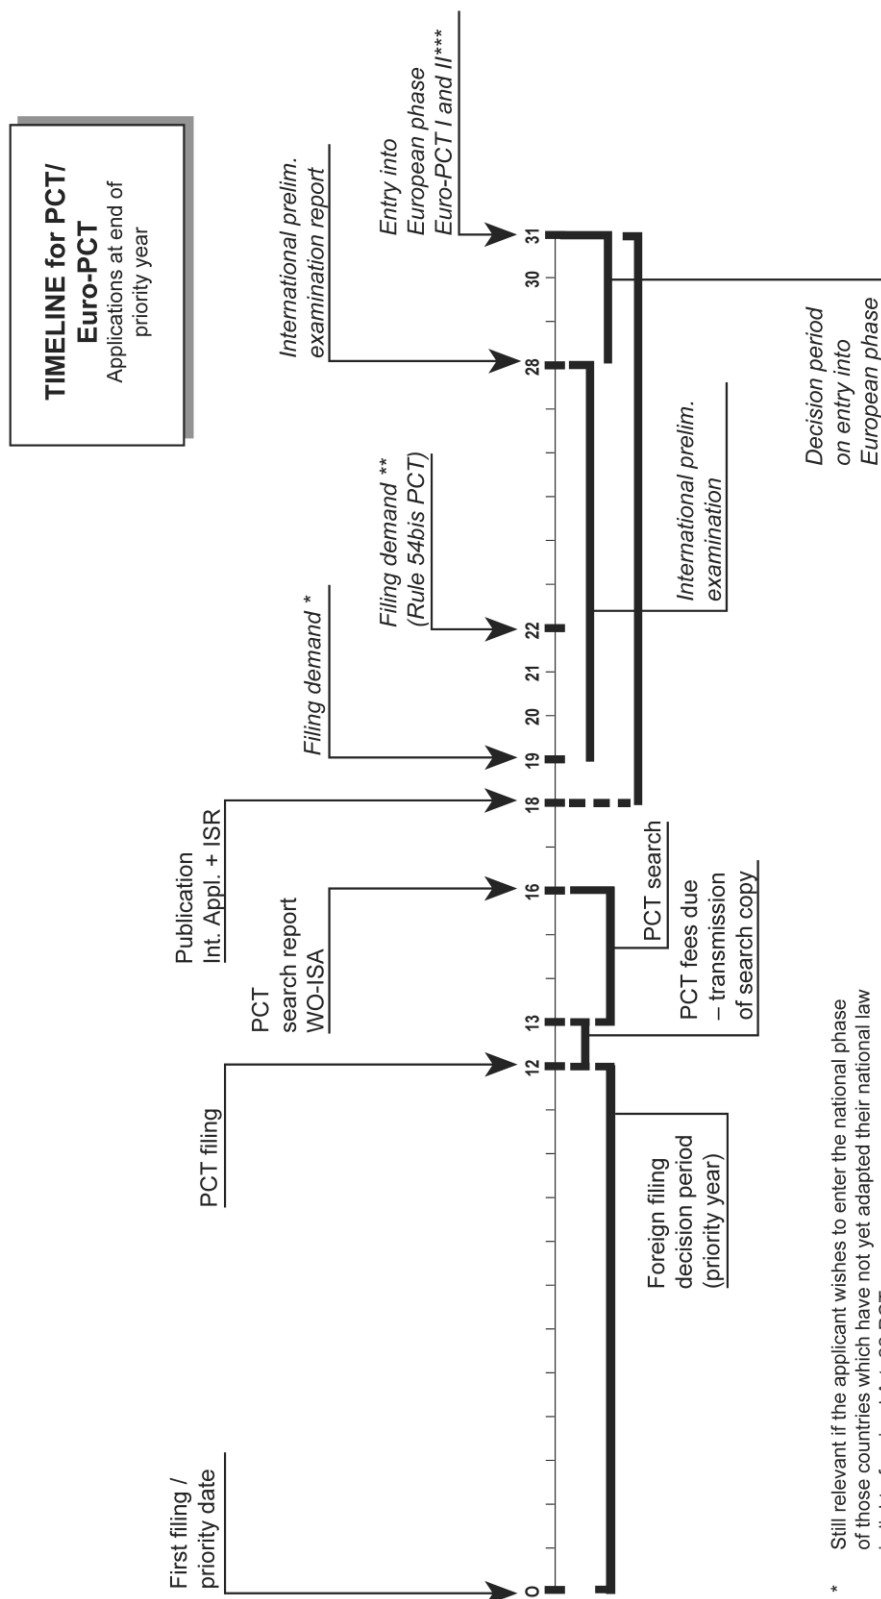 TIMELINE for PCT/
Euro-PCT
Applications at end of
priority year
First filing /
priority date
PCT filing
PCT
search report
WO-ISA
Publication
Int. Appl. + ISR
Filing demand *
Filing demand **
(Rule 54bis PCT)
International prelim.
examination report
Entry into
European phase
Euro-PCT I and II***
0
12
13
16
18
19
20
21
22
28
30
31
Foreign filing
decision period
(priority year)
PCT fees due
– transmission
of search copy
PCT search
International prelim.
examination
Decision period
on entry into
European phase
* Still relevant if the applicant wishes to enter the national phase
of those countries which have not yet adapted their national law